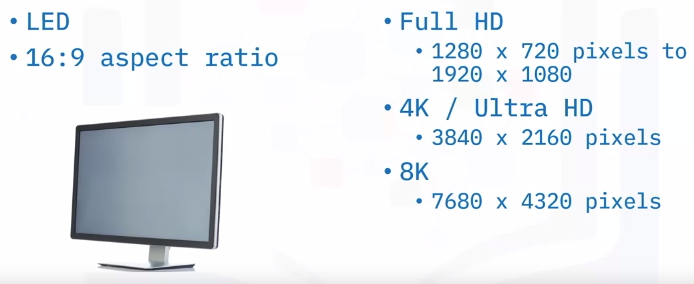 • LED
• 16:9 aspect ratio
• Full HD
• 1280 x 720 pixels to
1920 x 1080
• 4K / Ultra HD
• 3840 x 2160 pixels
• 8K
• 7680 x 4320 pixels